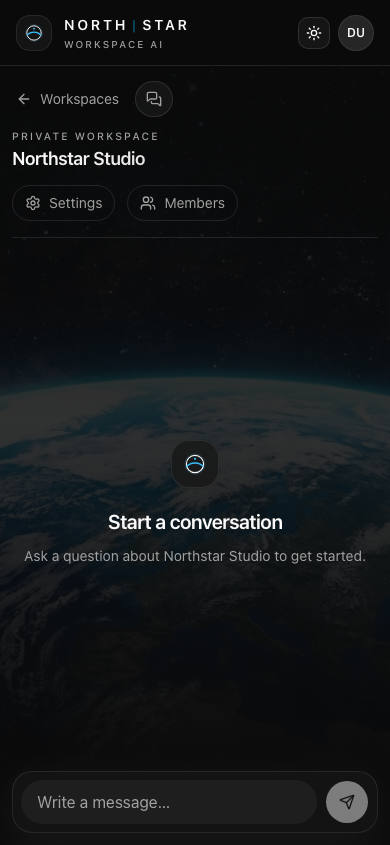 NORTH | STAR
WORKSPACE AI
DU
Workspaces
PRIVATE WORKSPACE
Northstar Studio
Settings
Members
Start a conversation
Ask a question about Northstar Studio to get started.
Write a message...